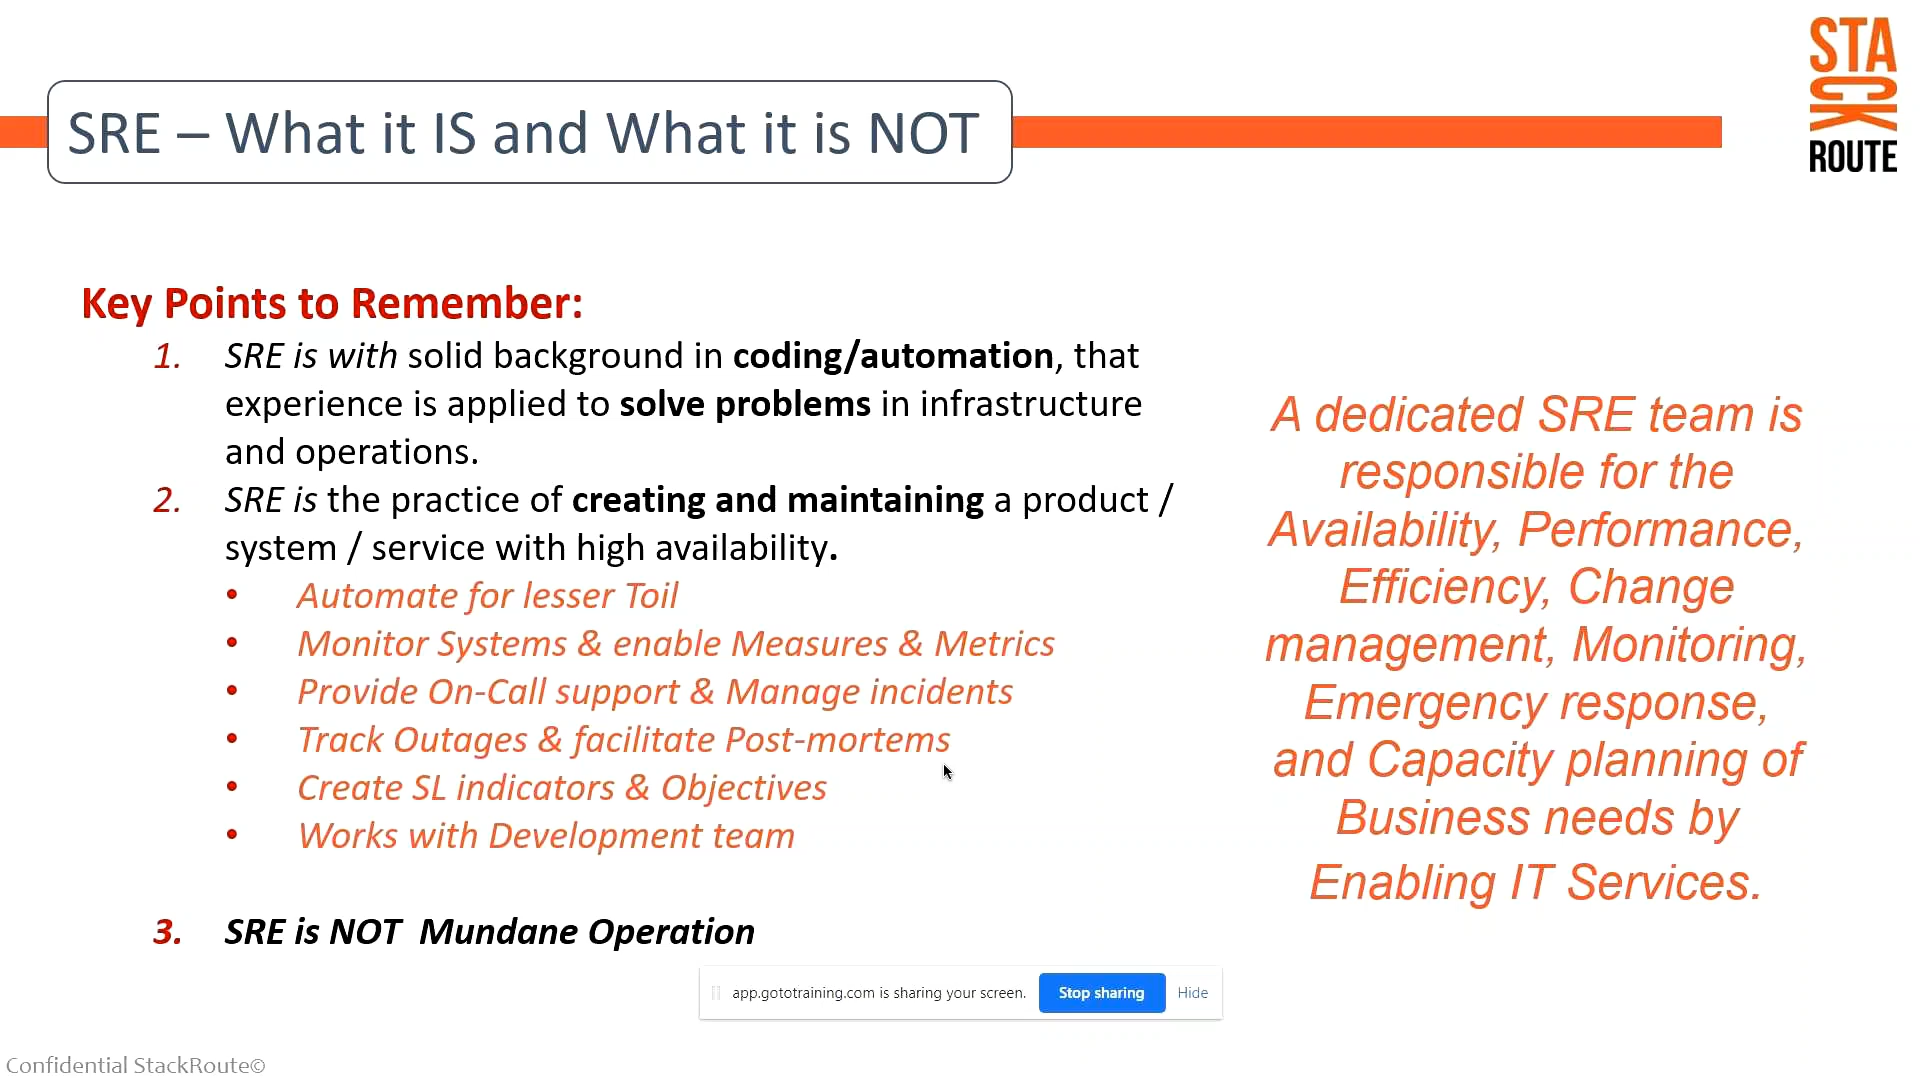 STA
CK
ROUTE
SRE – What it IS and What it is NOT
Key Points to Remember:
1. SRE is with solid background in coding/automation, that
experience is applied to solve problems in infrastructure
and operations.
2. SRE is the practice of creating and maintaining a product /
system / service with high availability.
• Automate for lesser Toil
• Monitor Systems & enable Measures & Metrics
• Provide On-Call support & Manage incidents
• Track Outages & facilitate Post-mortems
• Create SL indicators & Objectives
• Works with Development team
3. SRE is NOT Mundane Operation
A dedicated SRE team is
responsible for the
Availability, Performance,
Efficiency, Change
management, Monitoring,
Emergency response,
and Capacity planning of
Business needs by
Enabling IT Services.
app.gototraining.com is sharing your screen. Stop sharing Hide
Confidential StackRoute©